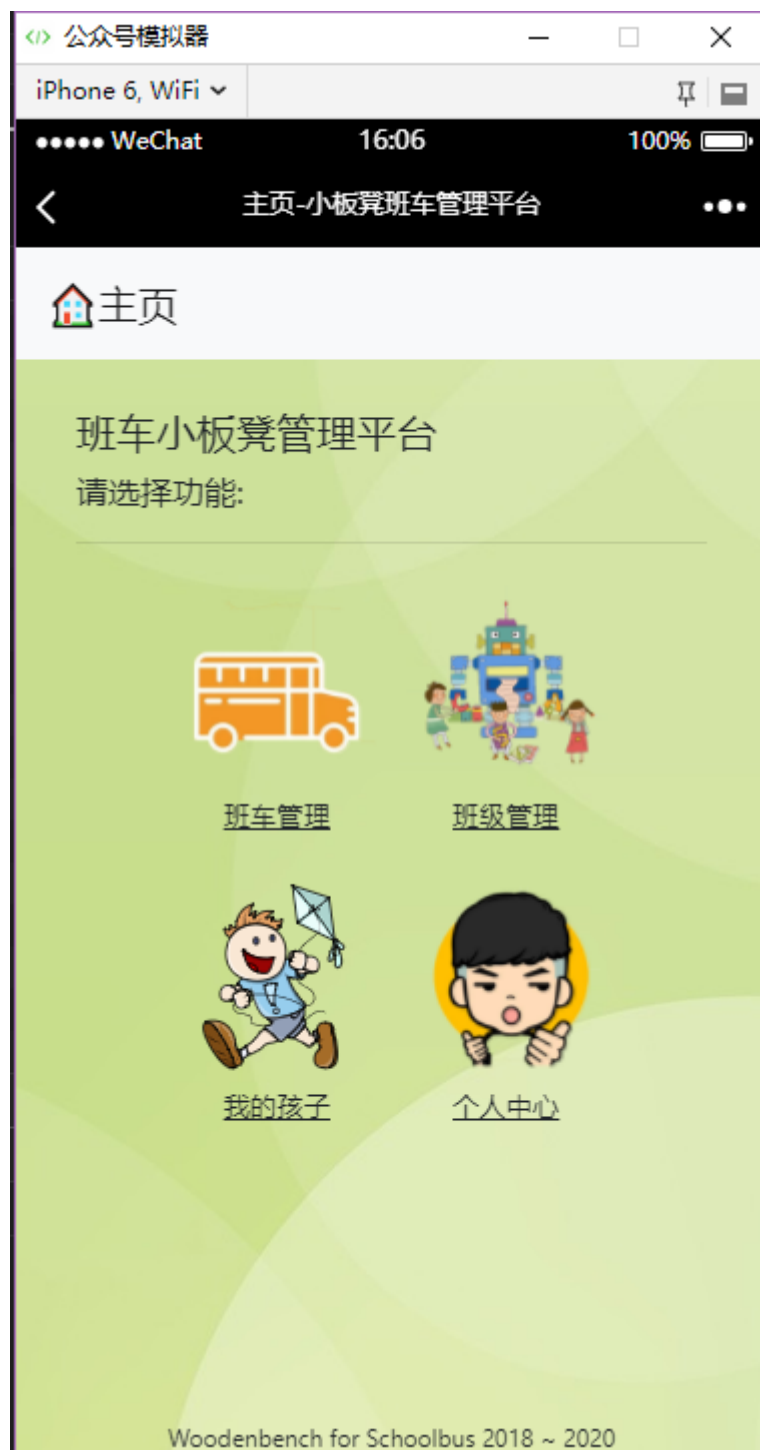 公众号模拟器
iPhone 6, WiFi
WeChat 16:06 100%
主页-小板凳班车管理平台
主页
班车小板凳管理平台
请选择功能:
班车管理 班级管理
我的孩子 个人中心
Woodenbench for Schoolbus 2018 ~ 2020